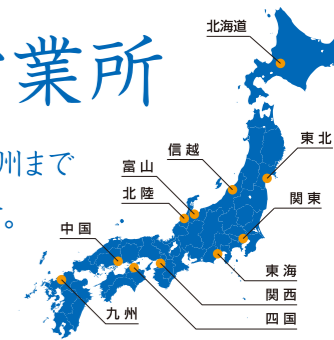 営業所
州まで
。
北海道
東北
信越
富山
北陸
関東
中国
東海
関西
四国
九州